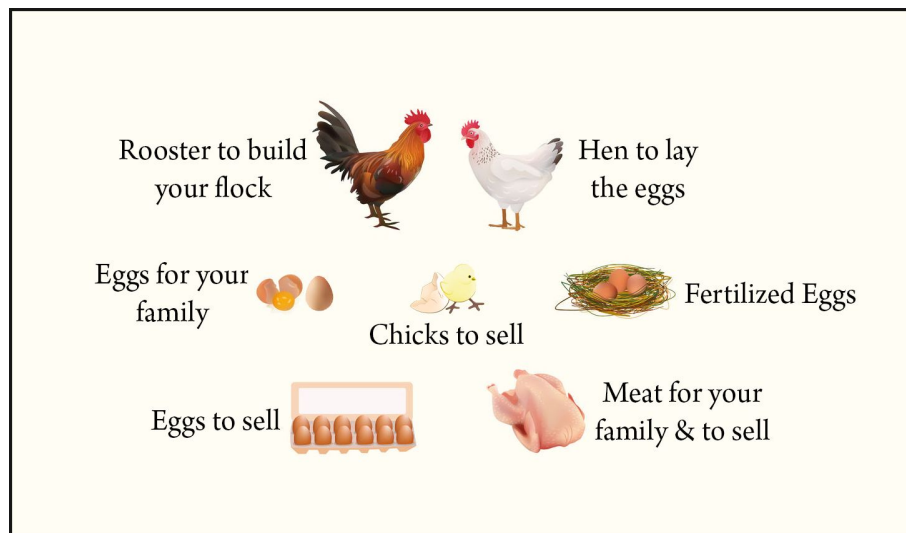 Rooster to build
your flock
Hen to lay
the eggs
Eggs for your
family
Chicks to sell
Fertilized Eggs
Eggs to sell
Meat for your
family & to sell